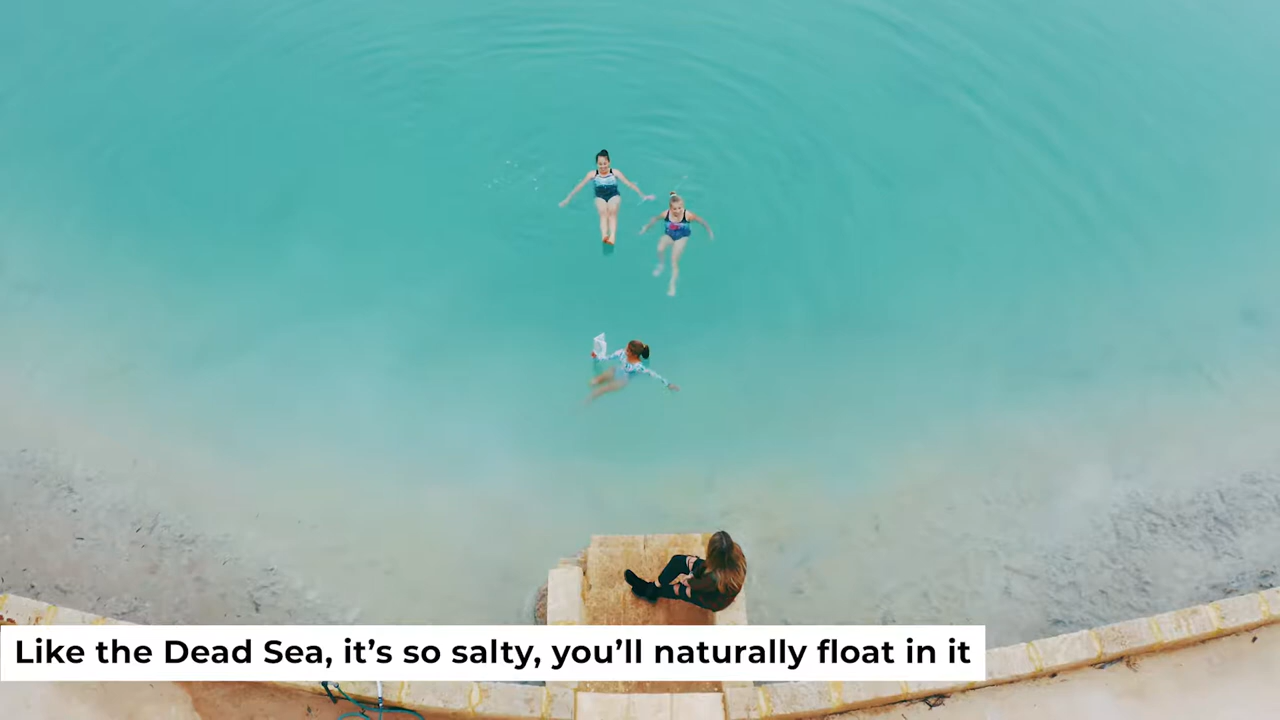 Like the Dead Sea, it’s so salty, you’ll naturally float in it